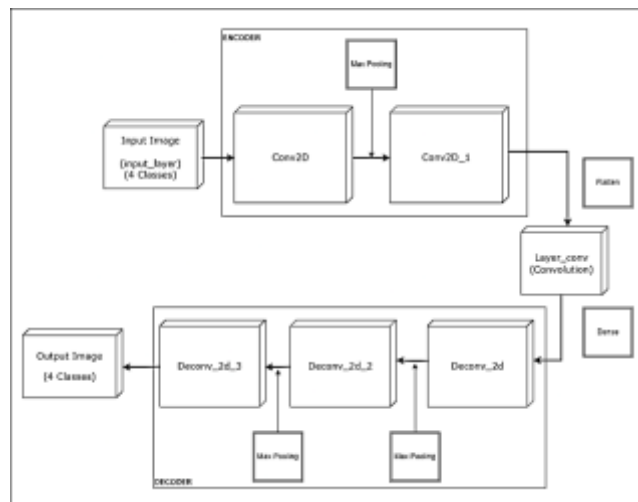 ENCODER
Max Pooling
Input Image
(input_layer)
(4 Classes)
Conv2D
Conv2D_1
Flatten
Layer_conv
(Convolution)
Dense
Output Image
(4 Classes)
Deconv_2d_3
Deconv_2d_2
Deconv_2d
Max Pooling
Max Pooling
DECODER